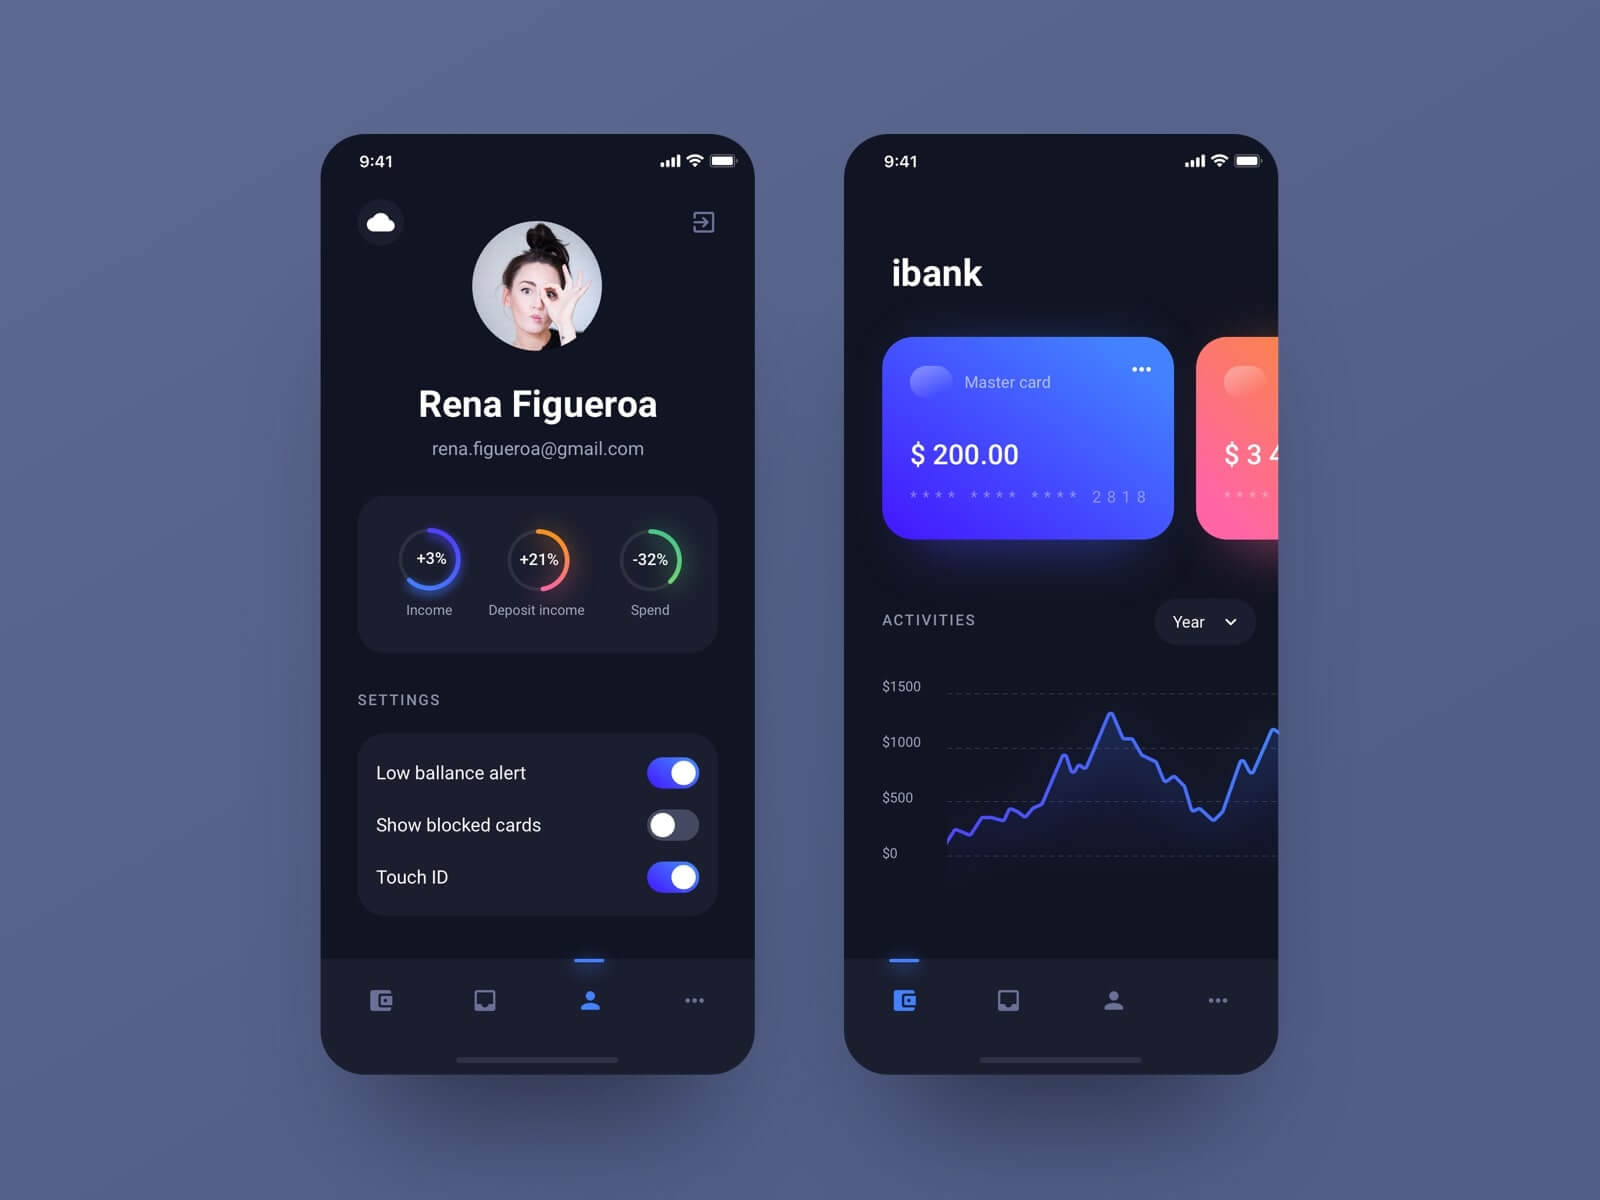 9:41
Rena Figueroa
rena.figueroa@gmail.com
+3%
+21%
-32%
Income
Deposit income
Spend
SETTINGS
Low ballance alert
Show blocked cards
Touch ID
9:41
ibank
Master card
$ 200.00
**** **** **** 2818
$ 3
****
ACTIVITIES
Year
$1500
$1000
$500
$0